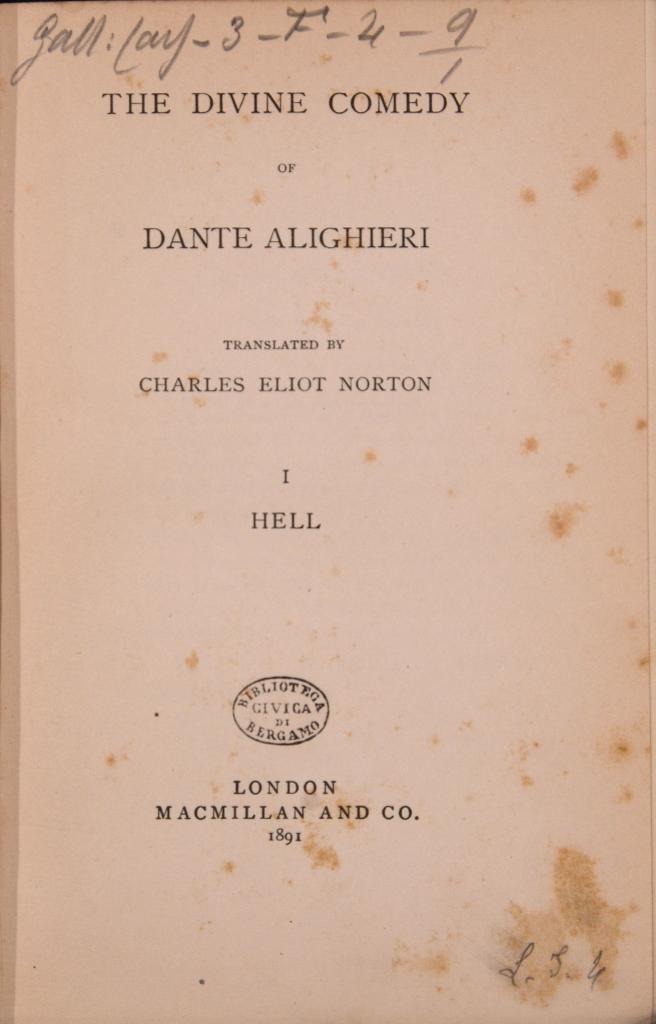 THE DIVINE COMEDY
OF
DANTE ALIGHIERI
TRANSLATED BY
CHARLES ELIOT NORTON
I
HELL
BIBLIOTECA
CIVICA
DI
BERGAMO
LONDON
MACMILLAN AND CO.
1891